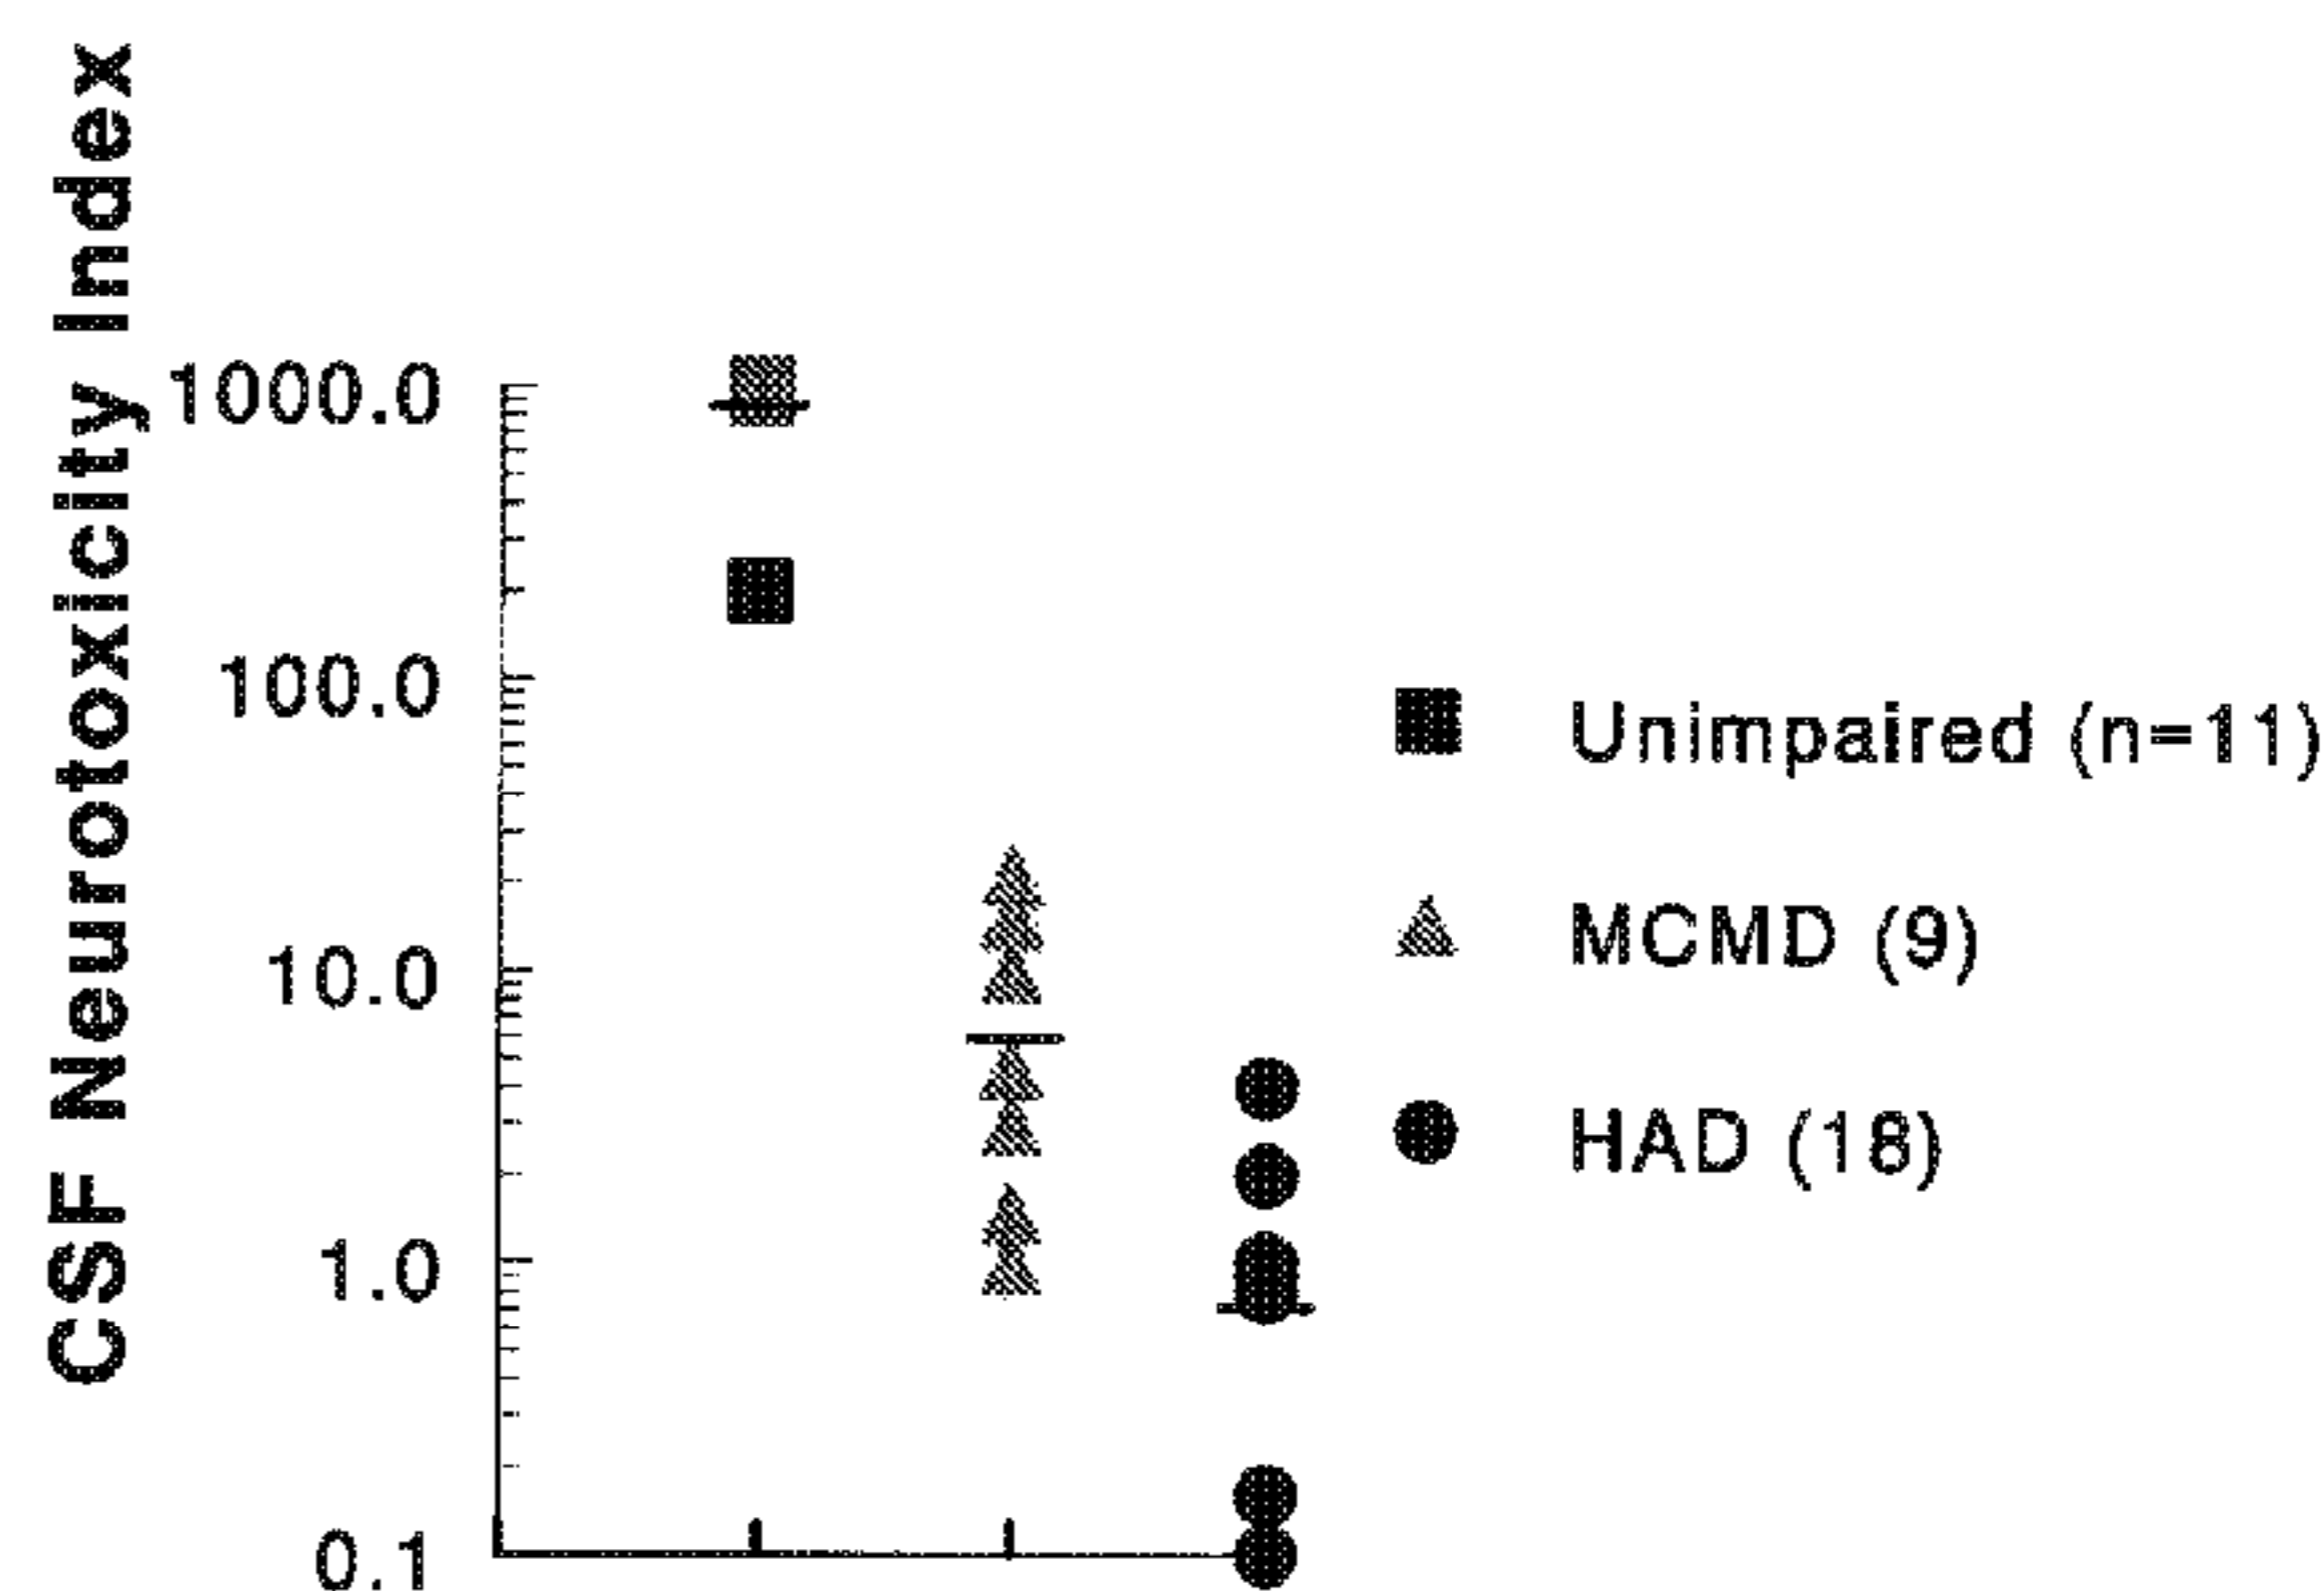 CSF Neurotoxicity Index
1000.0
100.0
10.0
1.0
0.1
Unimpaired (n=11)
MCMD (9)
HAD (18)